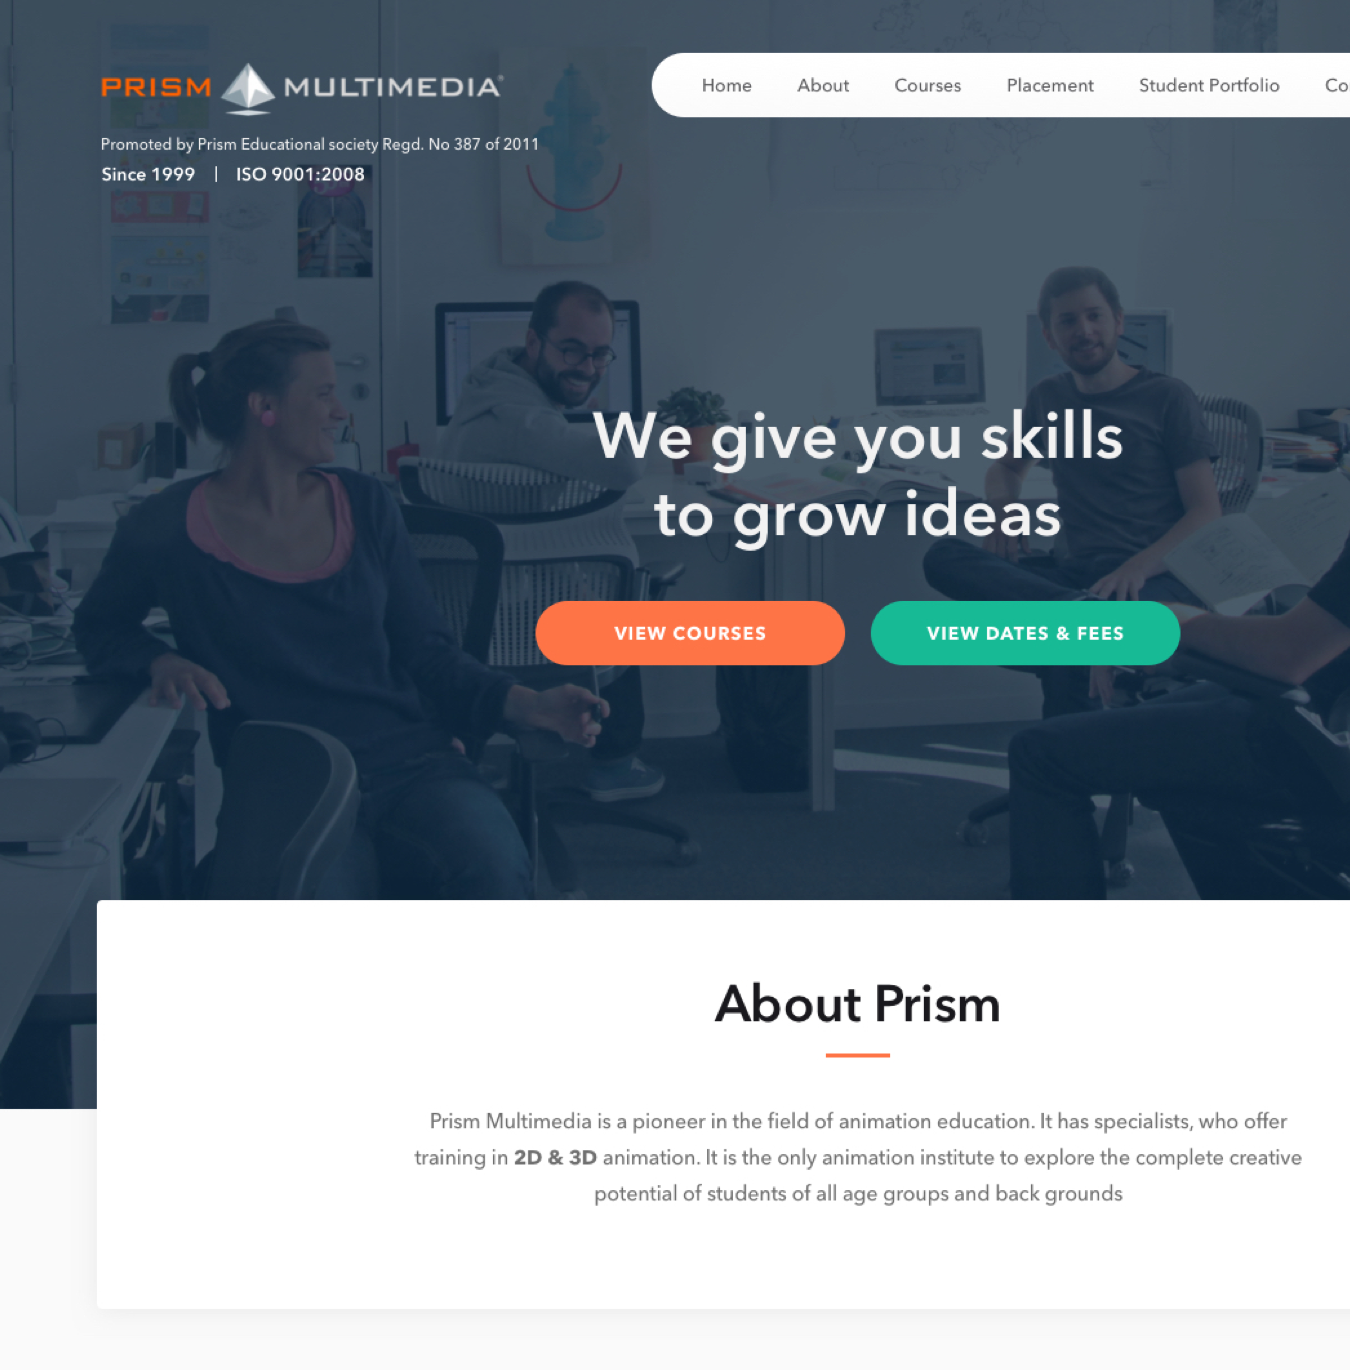 PRISM MULTIMEDIA®
Home About Courses Placement Student Portfolio
Promoted by Prism Educational society Regd. No 387 of 2011
Since 1999 | ISO 9001:2008
We give you skills
to grow ideas
VIEW COURSES VIEW DATES & FEES
About Prism
Prism Multimedia is a pioneer in the field of animation education. It has specialists, who offer
training in 2D & 3D animation. It is the only animation institute to explore the complete creative
potential of students of all age groups and back grounds